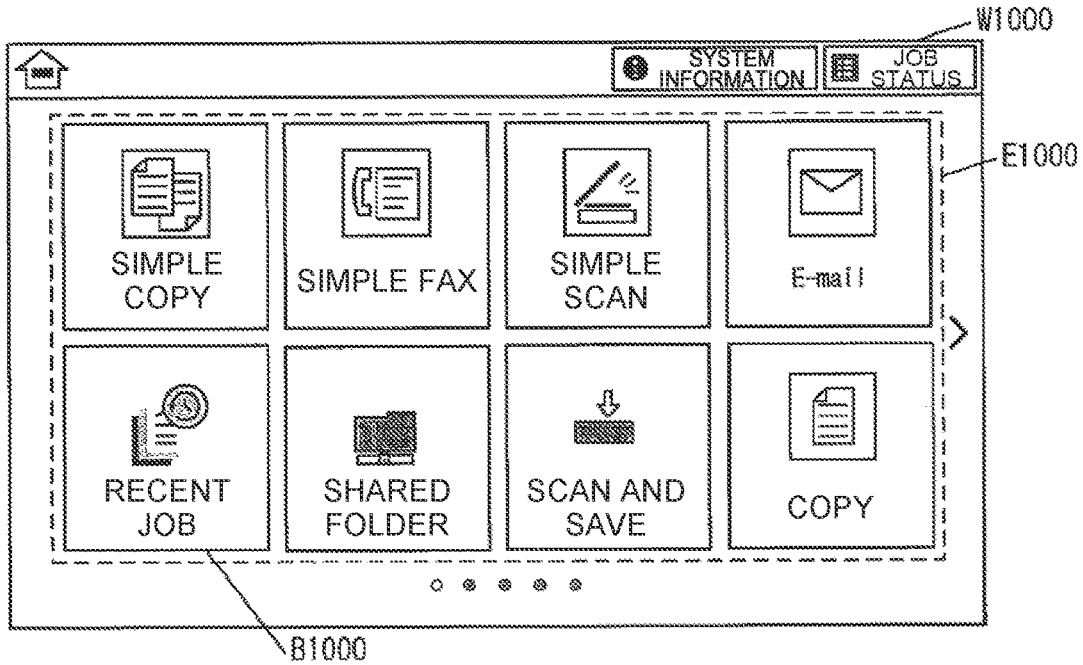 W1000
SYSTEM
INFORMATION
JOB
STATUS
E1000
SIMPLE
COPY
SIMPLE FAX
SIMPLE
SCAN
E-mail
RECENT
JOB
SHARED
FOLDER
SCAN AND
SAVE
COPY
B1000